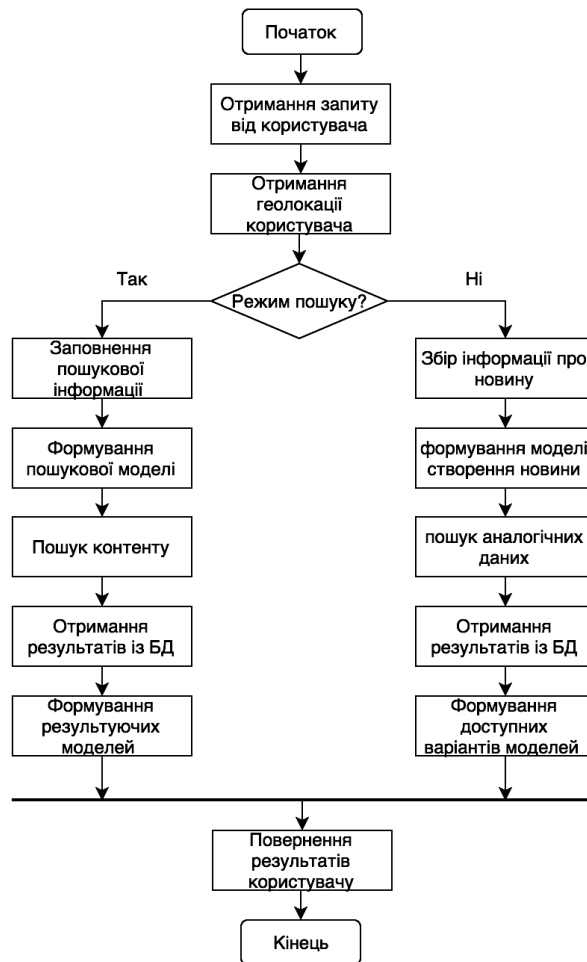 Початок
Отримання запиту
від користувача
Отримання
геолокації
користувача
Так
Ні
Режим пошуку?
Заповнення
пошукової
інформації
Збір інформації про
новину
Формування
пошукової моделі
формування моделі
створення новини
Пошук контенту
пошук аналогічних
даних
Отримання
результатів із БД
Отримання
результатів із БД
Формування
результуючих
моделей
Формування
доступних
варіантів моделей
Повернення
результатів
користувачу
Кінець